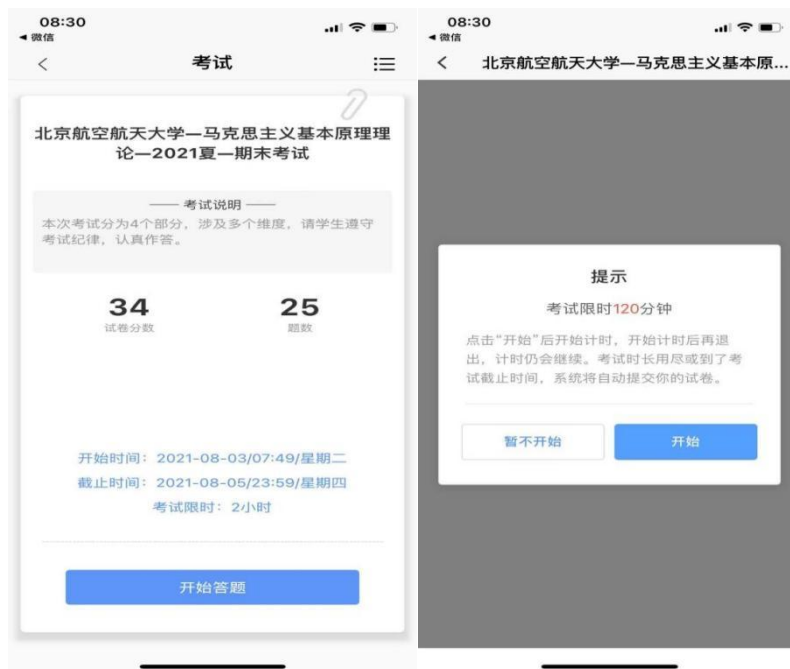 08:30
◀ 微信
考试
北京航空航天大学—马克思主义基本原理理
论—2021夏—期末考试
—— 考试说明 ——
本次考试分为4个部分，涉及多个维度，请学生遵守
考试纪律，认真作答。
34
25
试卷分数
题数
开始时间：2021-08-03/07:49/星期二
截止时间：2021-08-05/23:59/星期四
考试限时：2小时
开始答题
08:30
◀ 微信
北京航空航天大学—马克思主义基本原...
提示
考试限时120分钟
点击“开始”后开始计时，开始计时后再退
出，计时仍会继续。考试时长用尽或到了考
试截止时间，系统将自动提交你的试卷。
暂不开始
开始